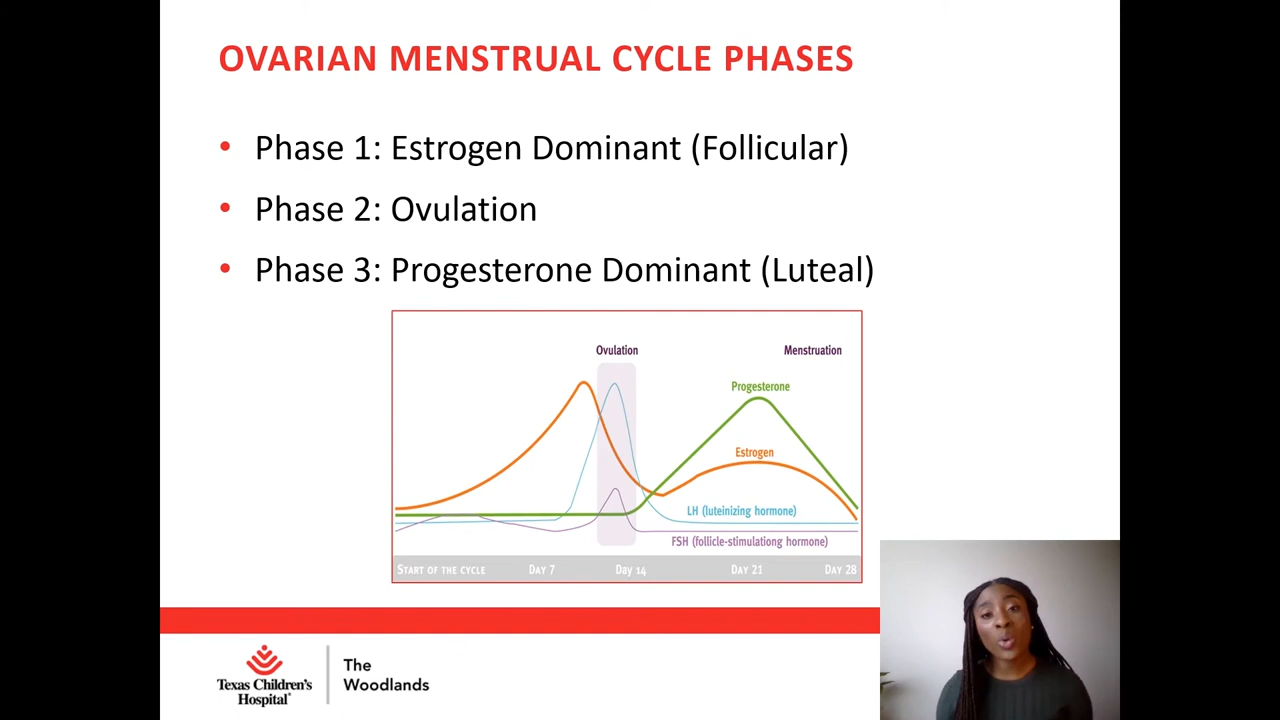 OVARIAN MENSTRUAL CYCLE PHASES
• Phase 1: Estrogen Dominant (Follicular)
• Phase 2: Ovulation
• Phase 3: Progesterone Dominant (Luteal)
Ovulation
Menstruation
Progesterone
Estrogen
LH (luteinizing hormone)
FSH (follicle-stimulationg hormone)
START OF THE CYCLE DAY 7 Day 14 DAY 21 DAY 28
Texas Children's
Hospital®
The
Woodlands